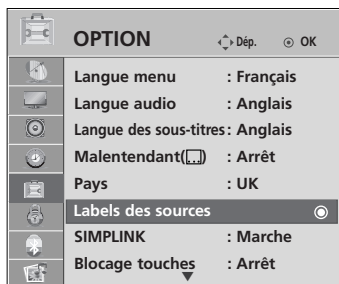 OPTION Dép. OK
Langue menu : Français
Langue audio : Anglais
Langue des sous-titres : Anglais
Malentendant( ) : Arrêt
Pays : UK
Labels des sources
SIMPLINK : Marche
Blocage touches : Arrêt